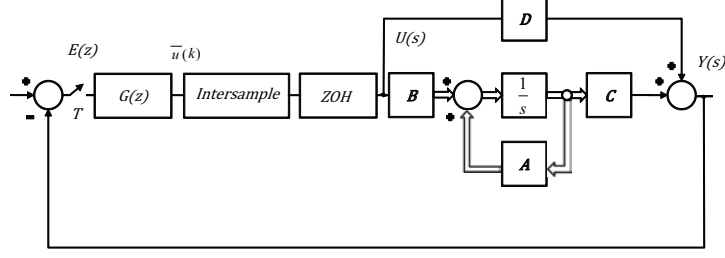 D
E(z)
u̅(k)
U(s)
Y(s)
+
+
+
+
G(z)
Intersample
ZOH
B
1
s
C
-
T
+
A